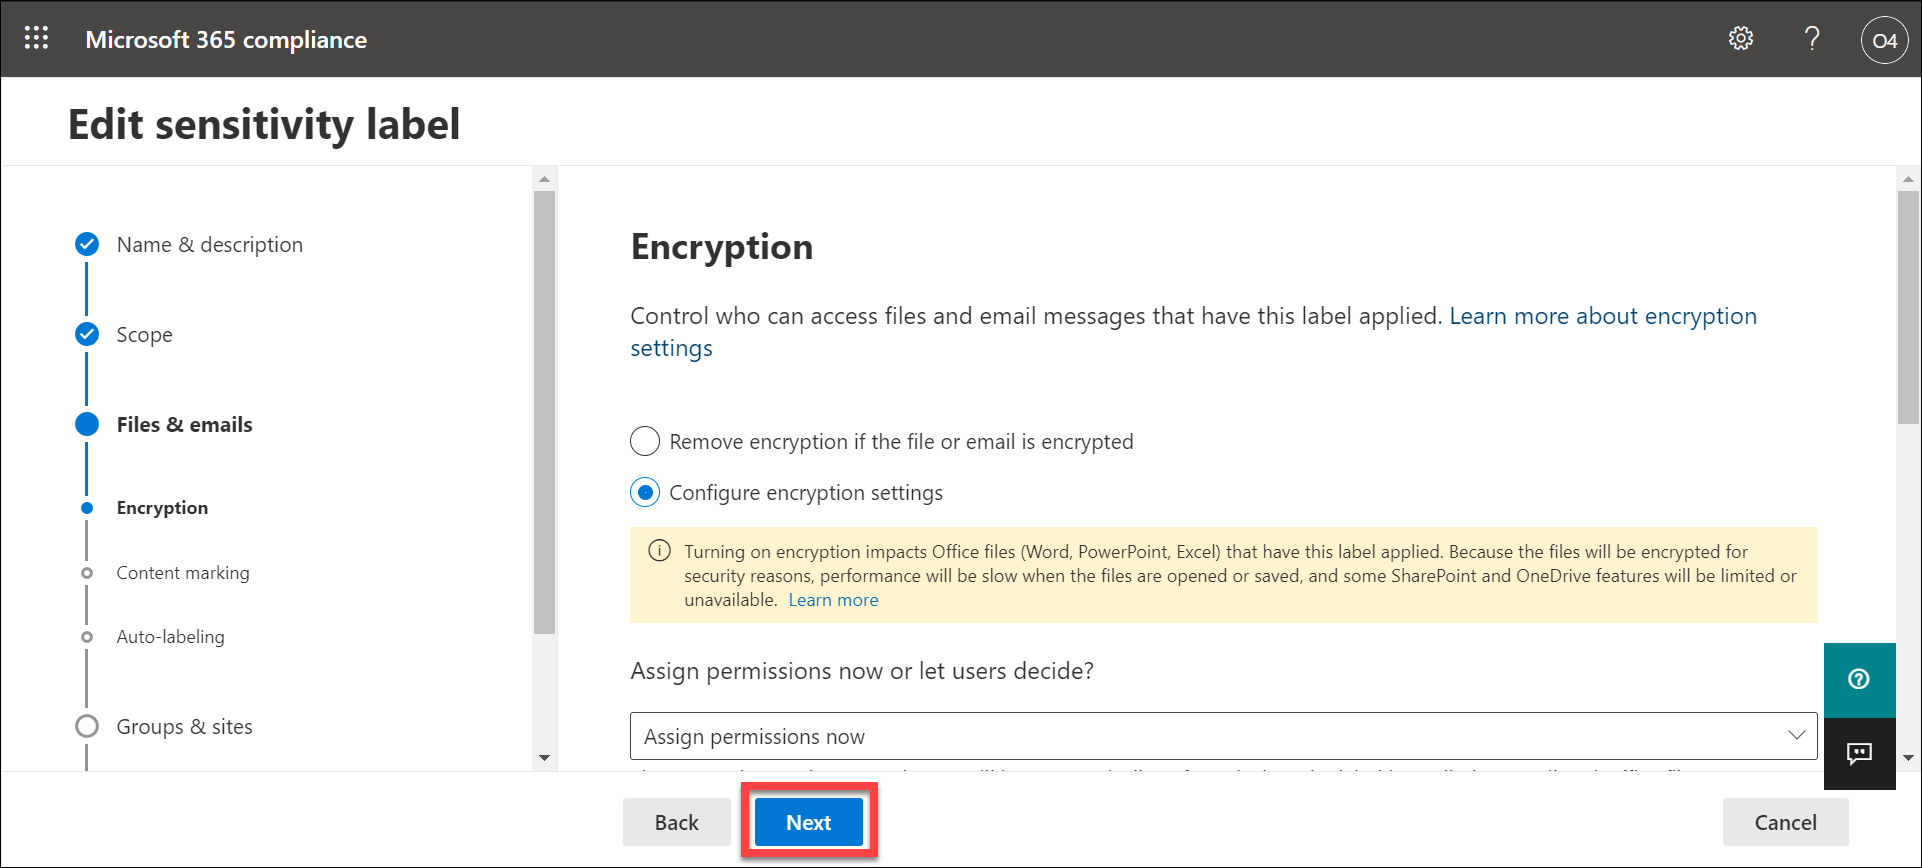 Microsoft 365 compliance
O4
Edit sensitivity label
Name & description
Scope
Files & emails
Encryption
Content marking
Auto-labeling
Groups & sites
Encryption
Control who can access files and email messages that have this label applied. Learn more about encryption
settings
Remove encryption if the file or email is encrypted
Configure encryption settings
Turning on encryption impacts Office files (Word, PowerPoint, Excel) that have this label applied. Because the files will be encrypted for
security reasons, performance will be slow when the files are opened or saved, and some SharePoint and OneDrive features will be limited or
unavailable. Learn more
Assign permissions now or let users decide?
Assign permissions now
Back
Next
Cancel